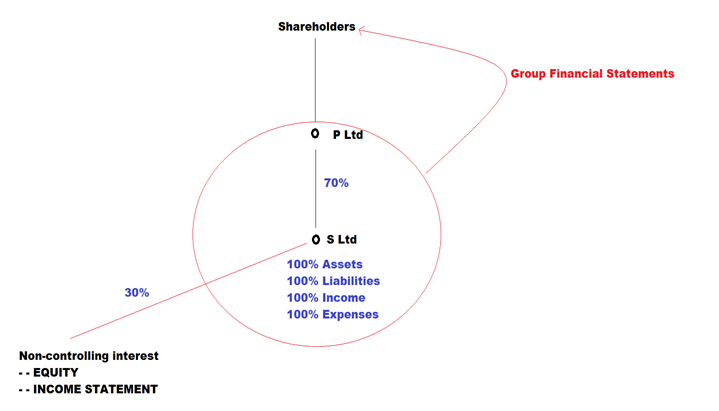 Shareholders
Group Financial Statements
P Ltd
70%
S Ltd
100% Assets
100% Liabilities
100% Income
100% Expenses
30%
Non-controlling interest
- - EQUITY
- - INCOME STATEMENT